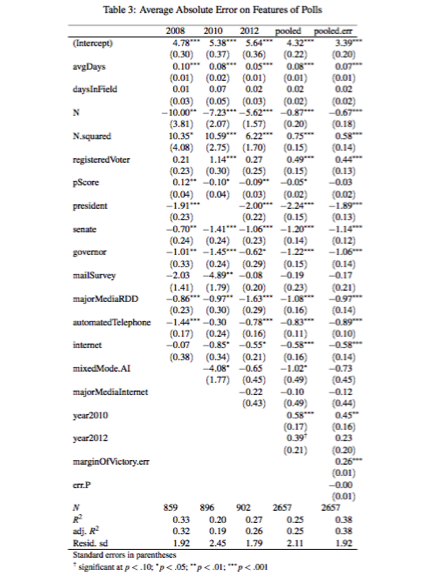 Table 3: Average Absolute Error on Features of Polls
2008 2010 2012 pooled pooled.err
(Intercept) 4.78*** 5.38*** 5.64*** 4.32*** 3.39***
(0.30) (0.37) (0.36) (0.22) (0.20)
avgDays 0.10*** 0.08*** 0.05*** 0.08*** 0.07***
(0.01) (0.02) (0.01) (0.01) (0.01)
daysInField 0.01 0.07 0.02 0.02 0.02
(0.03) (0.05) (0.03) (0.02) (0.02)
N −10.00** −7.23*** −5.62*** −0.87*** −0.67***
(3.81) (2.07) (1.57) (0.20) (0.18)
N.squared 10.35* 10.59*** 6.22*** 0.75*** 0.58***
(4.08) (2.75) (1.70) (0.15) (0.14)
registeredVoter 0.21 1.14*** 0.27 0.49*** 0.44***
(0.23) (0.30) (0.25) (0.15) (0.13)
pScore 0.12** −0.10* −0.09** −0.05* −0.03
(0.04) (0.04) (0.03) (0.02) (0.02)
president −1.91*** −2.00*** −2.24*** −1.89***
(0.23) (0.22) (0.15) (0.13)
senate −0.70** −1.41*** −1.06*** −1.20*** −1.14***
(0.24) (0.24) (0.23) (0.14) (0.12)
governor −1.01** −1.45*** −0.62* −1.22*** −1.06***
(0.33) (0.24) (0.29) (0.15) (0.14)
mailSurvey −2.03 −4.89** −0.08 −0.19 −0.17
(1.41) (1.79) (0.20) (0.23) (0.21)
majorMediaRDD −0.86*** −0.97** −1.63*** −1.08*** −0.97***
(0.23) (0.30) (0.29) (0.16) (0.14)
automatedTelephone −1.44*** −0.30 −0.78*** −0.83*** −0.89***
(0.17) (0.24) (0.16) (0.11) (0.10)
internet −0.07 −0.85* −0.55* −0.58*** −0.58***
(0.38) (0.34) (0.21) (0.16) (0.14)
mixedMode.AI −4.08* −0.65 −1.02* −0.73
(1.77) (0.45) (0.49) (0.45)
majorMediaInternet −0.22 −0.10 −0.12
(0.43) (0.49) (0.44)
year2010 0.58*** 0.45**
(0.17) (0.16)
year2012 0.39† 0.23
(0.21) (0.20)
marginOfVictory.err 0.26***
(0.01)
err.P −0.00
(0.01)
N 859 896 902 2657 2657
R² 0.33 0.20 0.27 0.25 0.38
adj. R² 0.32 0.19 0.26 0.25 0.38
Resid. sd 1.92 2.45 1.79 2.11 1.92
Standard errors in parentheses
† significant at p < .10; *p < .05; **p < .01; ***p < .001